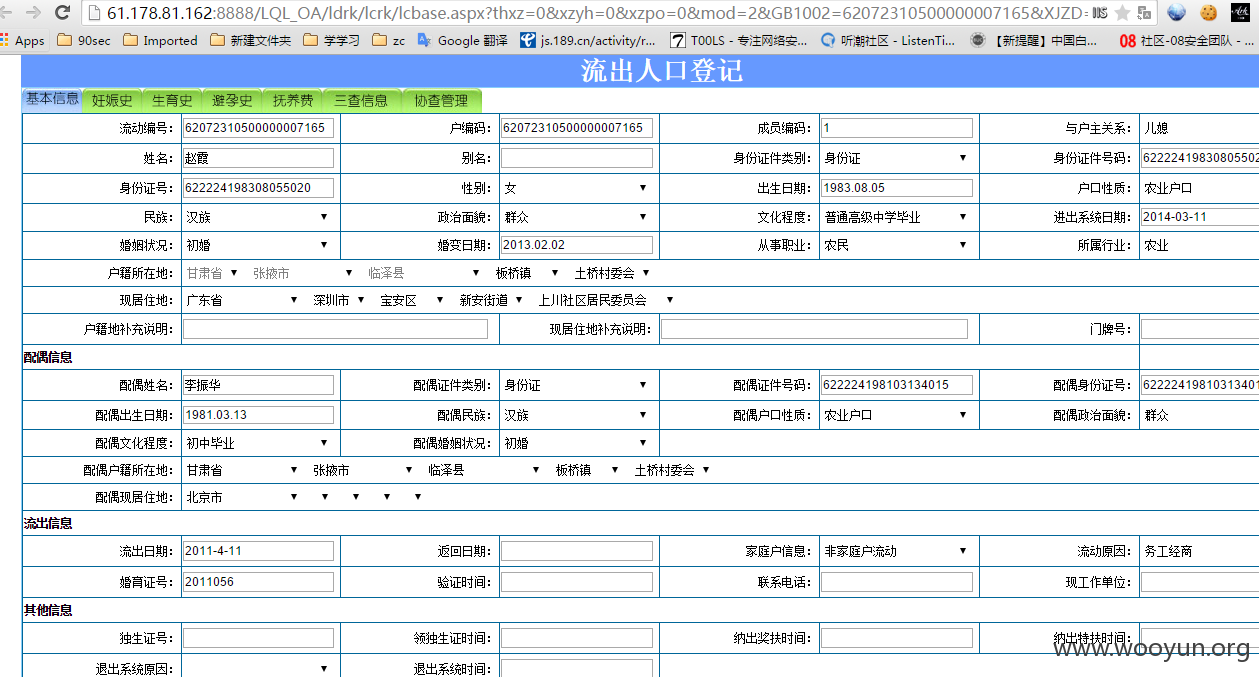 61.178.81.162:8888/LQL_OA/ldrk/lcrk/lcbase.aspx?thxz=0&xzyh=0&xzpo=0&mod=2&GB1002=62072310500000007165&XJZD=
Apps 90sec Imported 新建文件夹 学学习 zc Google 翻译 js.189.cn/activity/r... T00LS - 专注网络安... 听潮社区 - ListenTi... 【新提醒】中国白... 08 社区-08安全团队 - ...
流出人口登记
基本信息 妊娠史 生育史 避孕史 抚养费 三查信息 协查管理
流动编号: 62072310500000007165 户编码: 62072310500000007165 成员编码: 1 与户主关系: 儿媳
姓名: 赵霞 别名: 身份证件类别: 身份证 身份证件号码: 62222419830805502
身份证号: 622224198308055020 性别: 女 出生日期: 1983.08.05 户口性质: 农业户口
民族: 汉族 政治面貌: 群众 文化程度: 普通高级中学毕业 进出系统日期: 2014-03-11
婚姻状况: 初婚 婚变日期: 2013.02.02 从事职业: 农民 所属行业: 农业
户籍所在地: 甘肃省 张掖市 临泽县 板桥镇 土桥村委会
现居住地: 广东省 深圳市 宝安区 新安街道 上川社区居民委员会
户籍地补充说明: 现居住地补充说明: 门牌号:
配偶信息
配偶姓名: 李振华 配偶证件类别: 身份证 配偶证件号码: 622224198103134015 配偶身份证号: 62222419810313401
配偶出生日期: 1981.03.13 配偶民族: 汉族 配偶户口性质: 农业户口 配偶政治面貌: 群众
配偶文化程度: 初中毕业 配偶婚姻状况: 初婚
配偶户籍所在地: 甘肃省 张掖市 临泽县 板桥镇 土桥村委会
配偶现居住地: 北京市
流出信息
流出日期: 2011-4-11 返回日期: 家庭户信息: 非家庭户流动 流动原因: 务工经商
婚育证号: 2011056 验证时间: 联系电话: 现工作单位:
其他信息
独生证号: 领独生证时间: 纳出奖扶时间: 纳出特扶时间:
www.wooyun.org
退出系统原因: 退出系统时间: